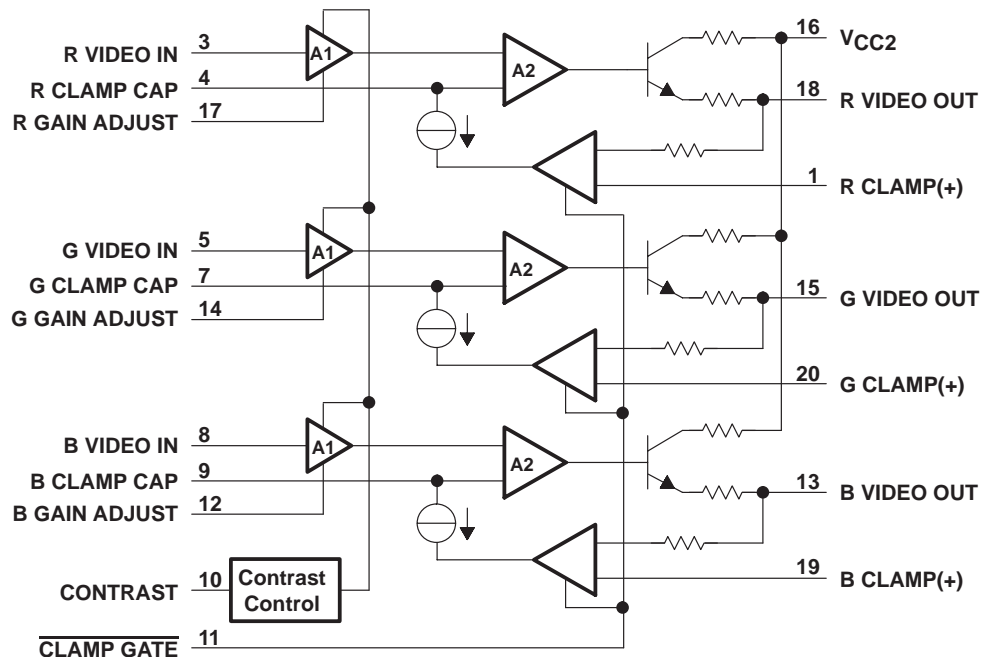 R VIDEO IN 3
R CLAMP CAP 4
R GAIN ADJUST 17
A1
A2
16 VCC2
18 R VIDEO OUT
1 R CLAMP(+)
G VIDEO IN 5
G CLAMP CAP 7
G GAIN ADJUST 14
A1
A2
15 G VIDEO OUT
20 G CLAMP(+)
B VIDEO IN 8
B CLAMP CAP 9
B GAIN ADJUST 12
A1
A2
13 B VIDEO OUT
19 B CLAMP(+)
CONTRAST 10
Contrast
Control
CLAMP GATE 11